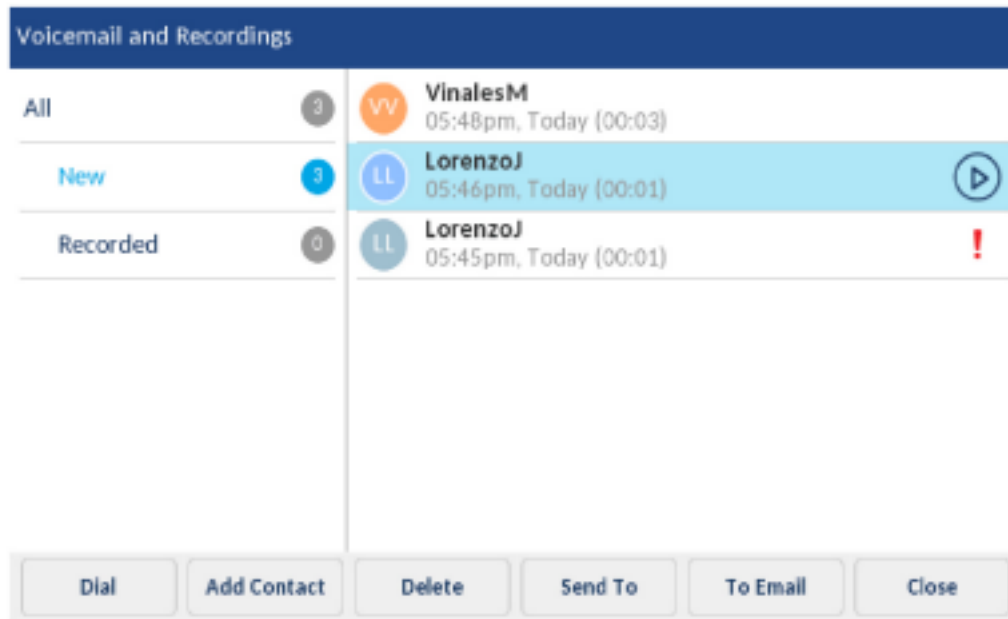 Voicemail and Recordings
All 3
New 3
Recorded 0
VV VinalesM
05:48pm, Today (00:03)
LL LorenzoJ
05:46pm, Today (00:01)
LL LorenzoJ
05:45pm, Today (00:01) !
Dial Add Contact Delete Send To To Email Close